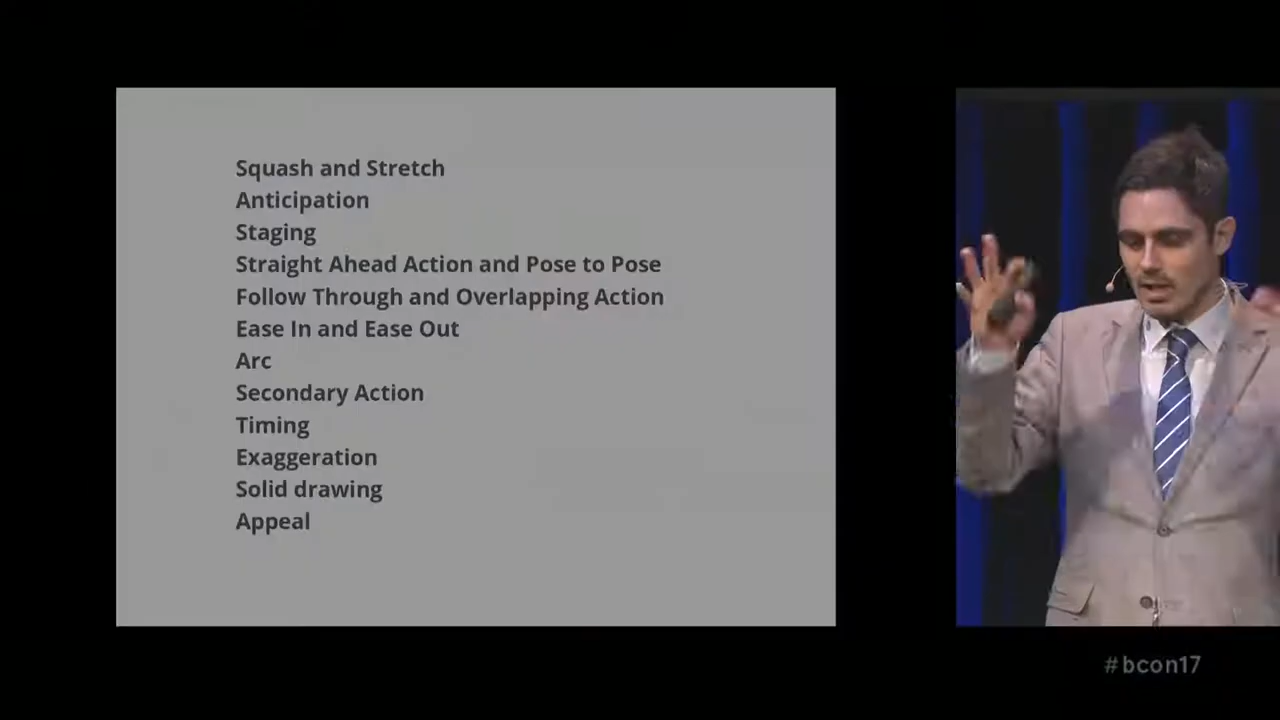 Squash and Stretch
Anticipation
Staging
Straight Ahead Action and Pose to Pose
Follow Through and Overlapping Action
Ease In and Ease Out
Arc
Secondary Action
Timing
Exaggeration
Solid drawing
Appeal
#bcon17